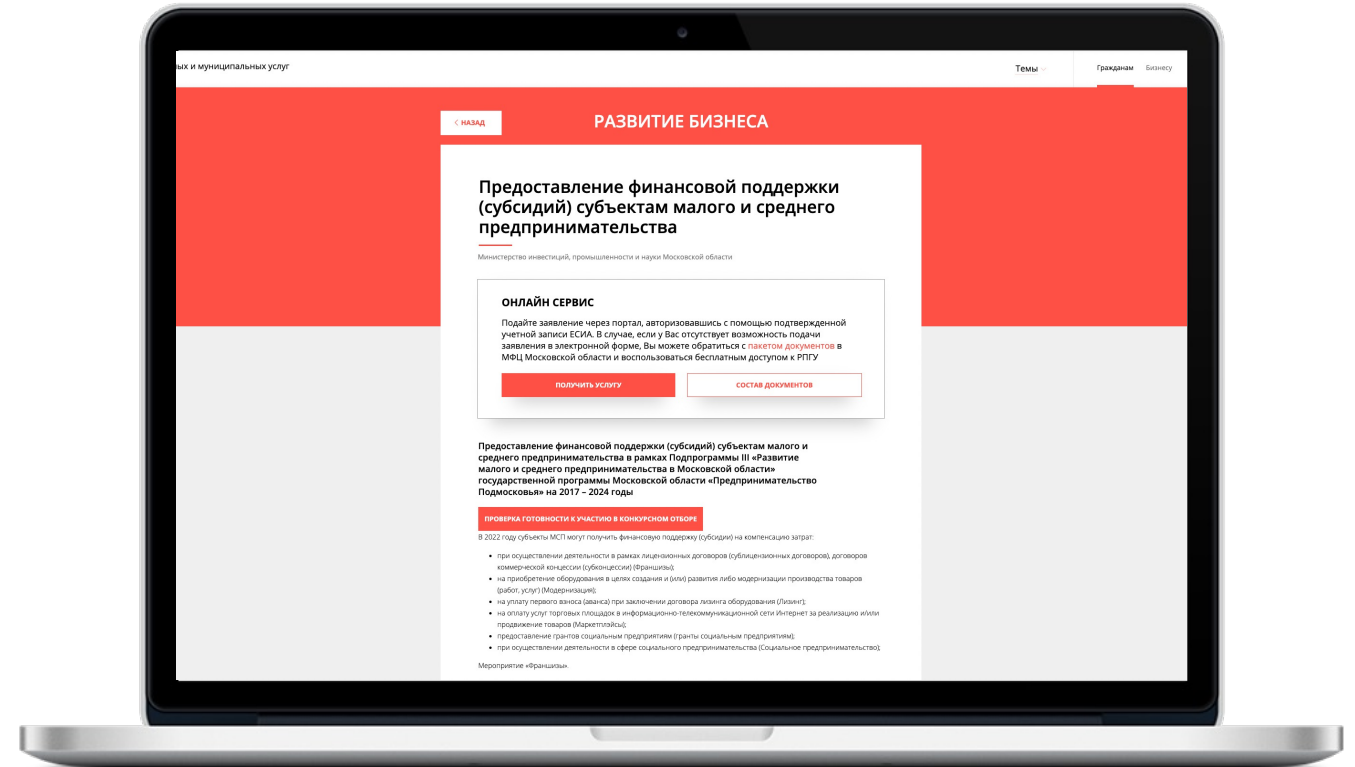 и муниципальных услуг
Темы
Гражданам
Бизнесу
НАЗАД
РАЗВИТИЕ БИЗНЕСА
Предоставление финансовой поддержки
(субсидий) субъектам малого и среднего
предпринимательства
Министерство инвестиций, промышленности и науки Московской области
ОНЛАЙН СЕРВИС
Подайте заявление через портал, авторизовавшись с помощью подтвержденной
учетной записи ЕСИА. В случае, если у Вас отсутствует возможность подачи
заявления в электронной форме, Вы можете обратиться с пакетом документов в
МФЦ Московской области и воспользоваться бесплатным доступом к РПГУ
ПОЛУЧИТЬ УСЛУГУ
СОСТАВ ДОКУМЕНТОВ
Предоставление финансовой поддержки (субсидий) субъектам малого и
среднего предпринимательства в рамках Подпрограммы III «Развитие
малого и среднего предпринимательства в Московской области»
государственной программы Московской области «Предпринимательство
Подмосковья» на 2017 – 2024 годы
ПРОВЕРКА ГОТОВНОСТИ К УЧАСТИЮ В КОНКУРСНОМ ОТБОРЕ
В 2022 году субъекты МСП могут получить финансовую поддержку (субсидии) на компенсацию затрат:
• при осуществлении деятельности в рамках лицензионных договоров (сублицензионных договоров), договоров
коммерческой концессии (субконцессии) (Франшизы);
• на приобретение оборудования в целях создания и (или) развития либо модернизации производства товаров
(работ, услуг) (Модернизация);
• на уплату первого взноса (аванса) при заключении договора лизинга оборудования (Лизинг);
• на оплату услуг торговых площадок в информационно-телекоммуникационной сети Интернет за реализацию и/или
продвижение товаров (Маркетплэйсы);
• предоставление грантов социальным предприятиям (гранты социальным предприятиям);
• при осуществлении деятельности в сфере социального предпринимательства (Социальное предпринимательство);
Мероприятие «Франшизы»